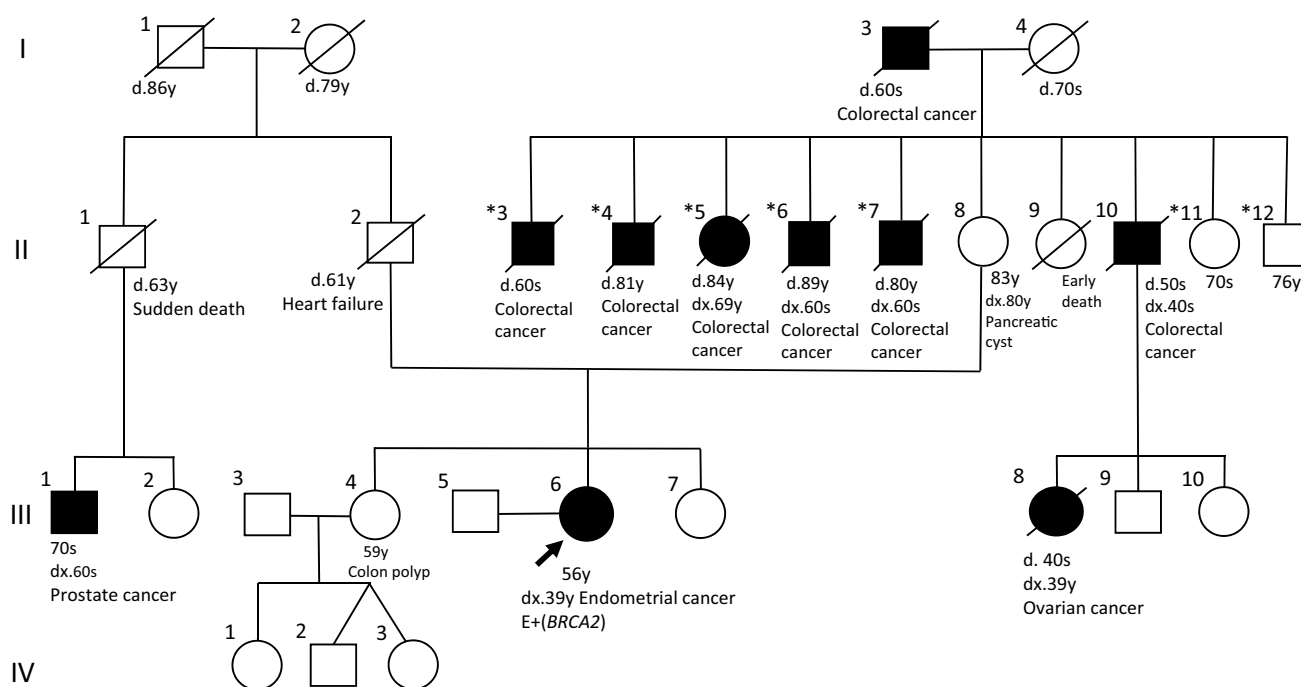 I
1
2
3
4
d.86y
d.79y
d.60s
Colorectal cancer
d.70s
II
1
2
*3
*4
*5
*6
*7
8
9
10
*11
*12
d.63y
Sudden death
d.61y
Heart failure
d.60s
Colorectal
cancer
d.81y
Colorectal
cancer
d.84y
dx.69y
Colorectal
cancer
d.89y
dx.60s
Colorectal
cancer
d.80y
dx.60s
Colorectal
cancer
83y
dx.80y
Pancreatic
cyst
Early
death
d.50s
dx.40s
Colorectal
cancer
70s
76y
III
1
2
3
4
5
6
7
8
9
10
70s
dx.60s
Prostate cancer
59y
Colon polyp
56y
dx.39y Endometrial cancer
E+(BRCA2)
d. 40s
dx.39y
Ovarian cancer
IV
1
2
3